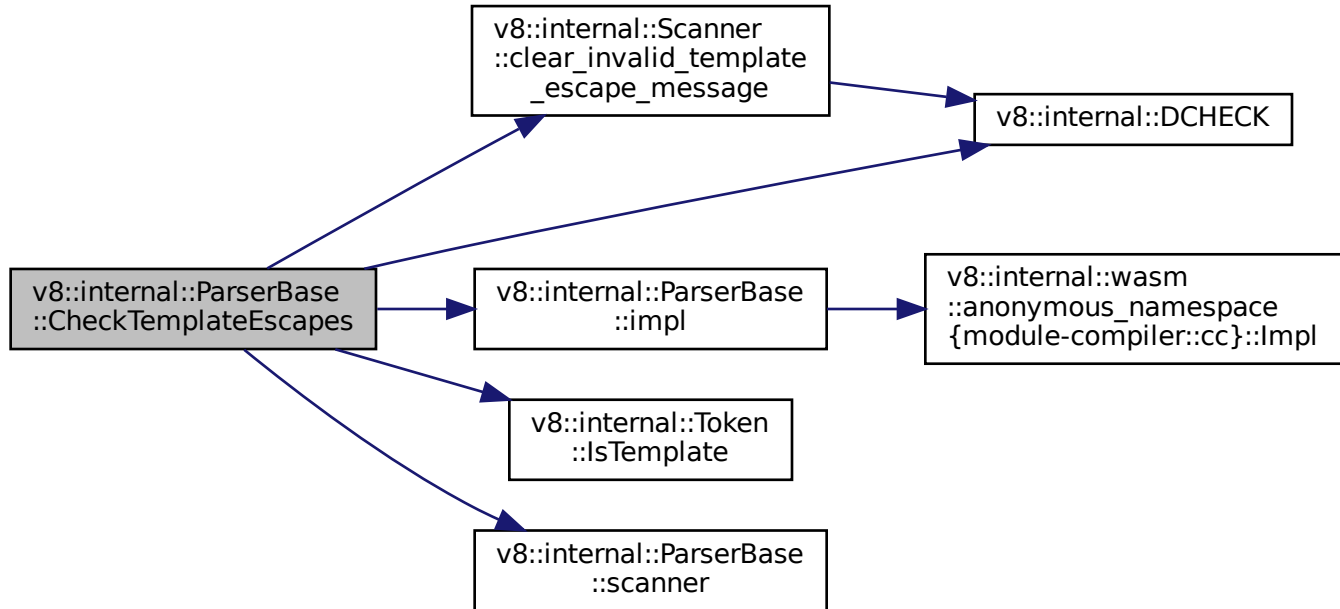 v8::internal::Scanner
::clear_invalid_template
_escape_message
v8::internal::DCHECK
v8::internal::ParserBase
::CheckTemplateEscapes
v8::internal::ParserBase
::impl
v8::internal::wasm
::anonymous_namespace
{module-compiler::cc}::Impl
v8::internal::Token
::IsTemplate
v8::internal::ParserBase
::scanner